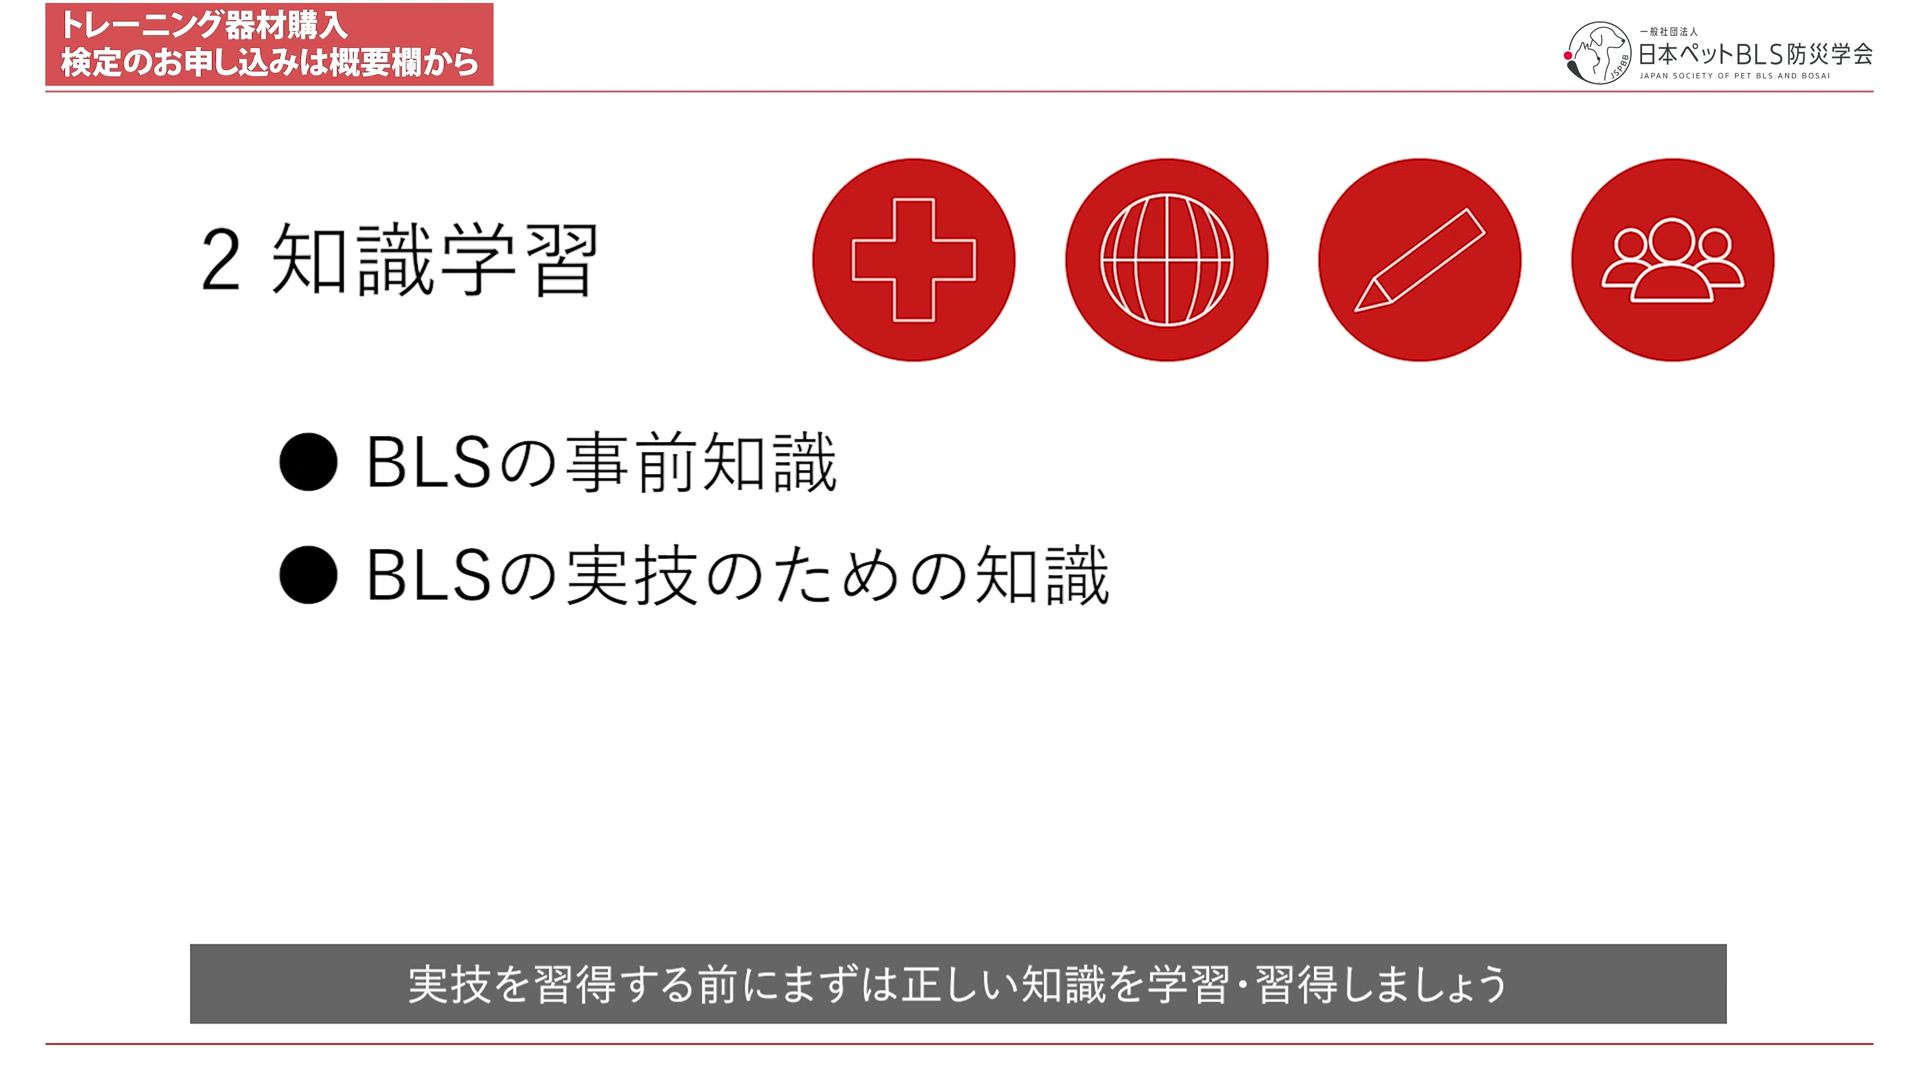 トレーニング器材購入
検定のお申し込みは概要欄から
一般社団法人
日本ペットBLS防災学会
JAPAN SOCIETY OF PET BLS AND BOSAI
JSPBB
2 知識学習
● BLSの事前知識
● BLSの実技のための知識
実技を習得する前にまずは正しい知識を学習・習得しましょう